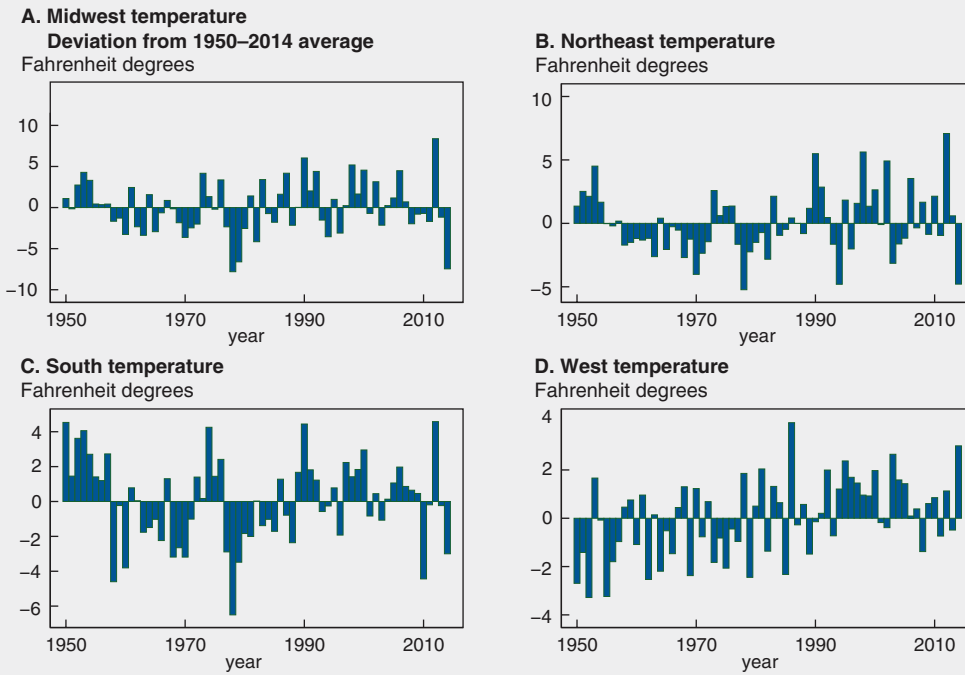 A. Midwest temperature
Deviation from 1950–2014 average
Fahrenheit degrees
10
5
0
−5
−10
1950 1970 1990 2010
year
B. Northeast temperature
Fahrenheit degrees
10
5
0
−5
1950 1970 1990 2010
year
C. South temperature
Fahrenheit degrees
4
2
0
−2
−4
−6
1950 1970 1990 2010
year
D. West temperature
Fahrenheit degrees
4
2
0
−2
−4
1950 1970 1990 2010
year